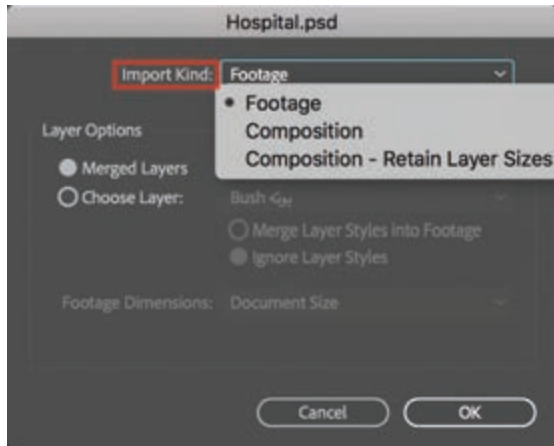 Hospital.psd
Import Kind: Footage
Footage
Composition
Composition - Retain Layer Sizes
Layer Options
Merged Layers
Choose Layer: Bush
Merge Layer Styles into Footage
Ignore Layer Styles
Footage Dimensions: Document Size
Cancel OK